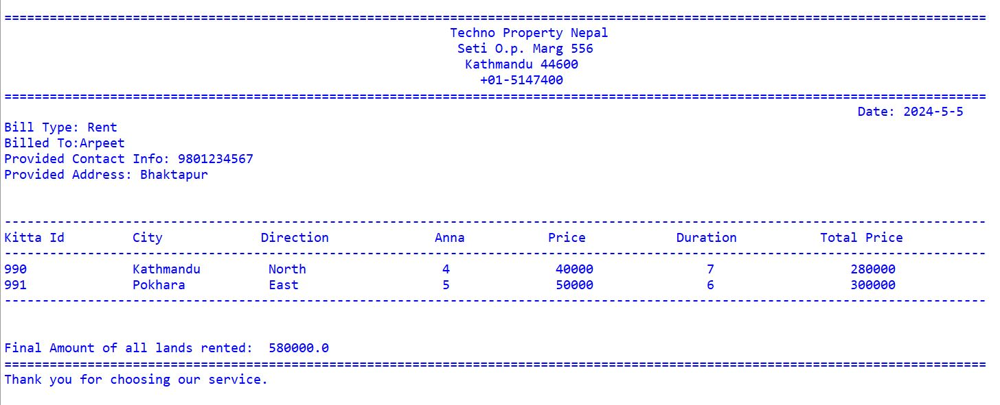 ==================================================================================================================================
Techno Property Nepal
Seti O.p. Marg 556
Kathmandu 44600
+01-5147400
==================================================================================================================================
Date: 2024-5-5
Bill Type: Rent
Billed To:Arpeet
Provided Contact Info: 9801234567
Provided Address: Bhaktapur
----------------------------------------------------------------------------------------------------------------------------------
Kitta Id City Direction Anna Price Duration Total Price
----------------------------------------------------------------------------------------------------------------------------------
990 Kathmandu North 4 40000 7 280000
991 Pokhara East 5 50000 6 300000
----------------------------------------------------------------------------------------------------------------------------------
Final Amount of all lands rented: 580000.0
==================================================================================================================================
Thank you for choosing our service.